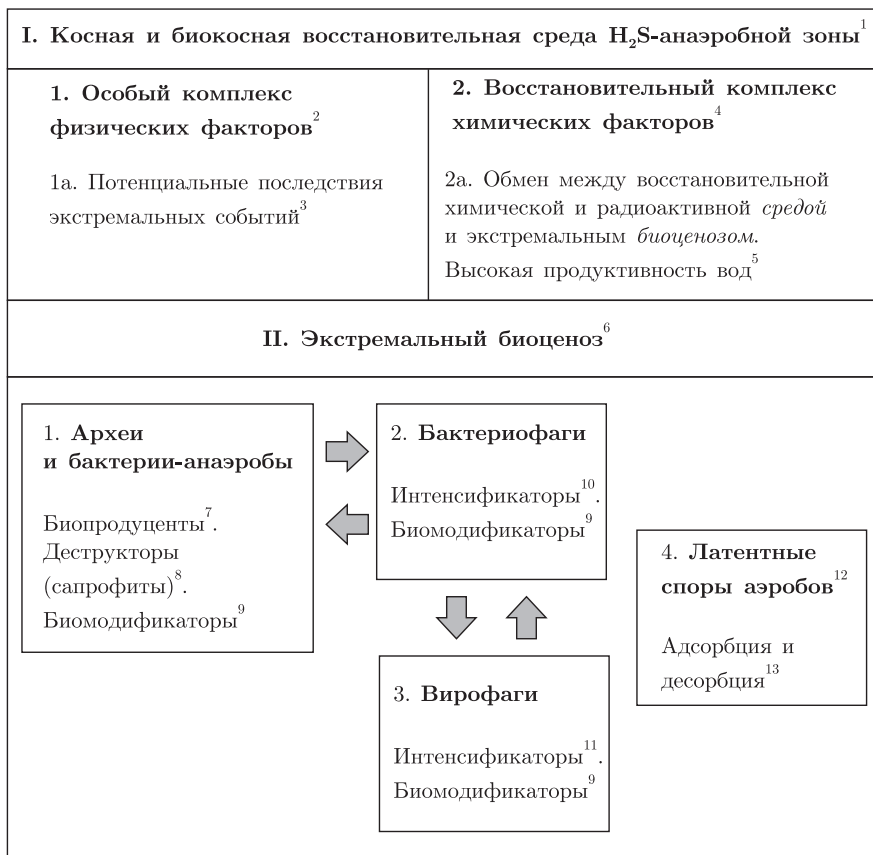 I. Косная и биокосная восстановительная среда H₂S-анаэробной зоны¹
1. Особый комплекс
физических факторов²
1а. Потенциальные последствия
экстремальных событий³
2. Восстановительный комплекс
химических факторов⁴
2а. Обмен между восстановительной
химической и радиоактивной средой
и экстремальным биоценозом.
Высокая продуктивность вод⁵
II. Экстремальный биоценоз⁶
1. Археи
и бактерии-анаэробы
Биопродуценты⁷.
Деструкторы
(сапрофиты)⁸.
Биомодификаторы⁹
2. Бактериофаги
Интенсификаторы¹⁰.
Биомодификаторы⁹
3. Вирофаги
Интенсификаторы¹¹.
Биомодификаторы⁹
4. Латентные
споры аэробов¹²
Адсорбция и
десорбция¹³